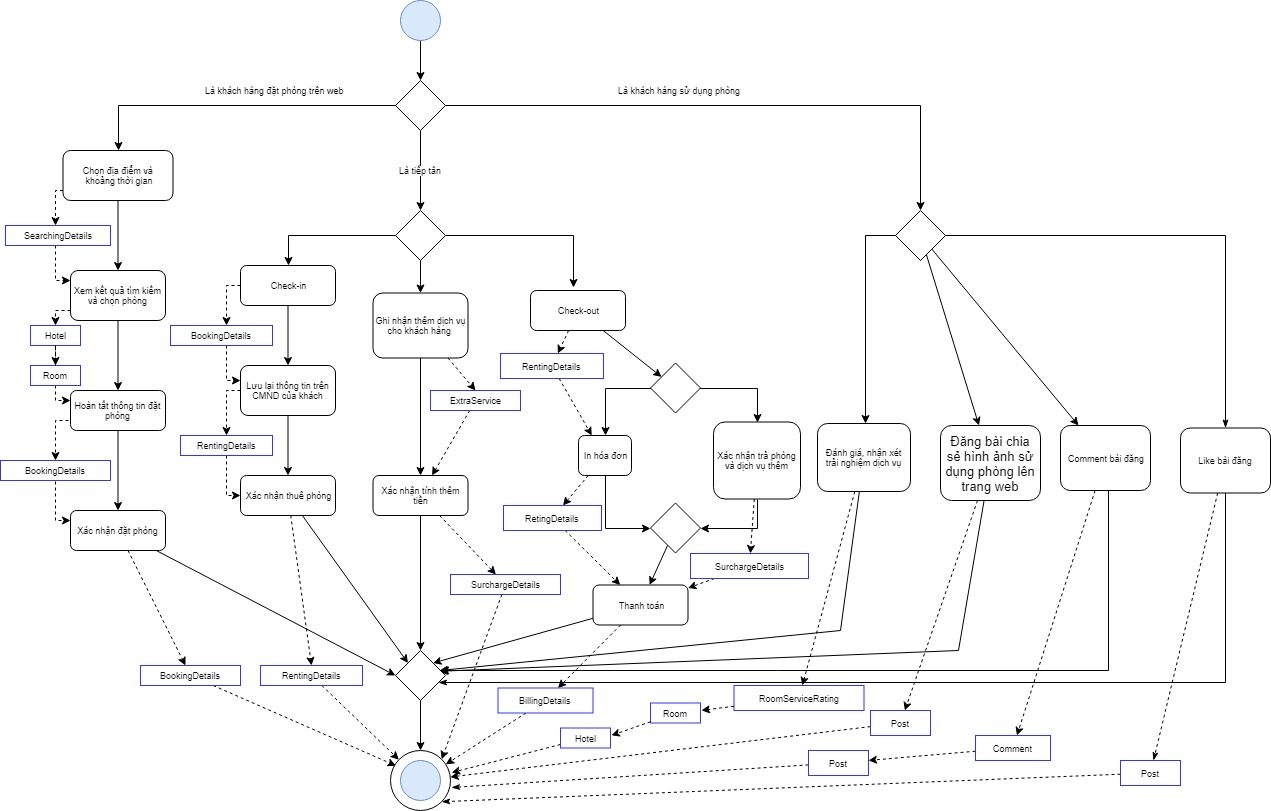 Là khách hàng đặt phòng trên web
Là khách hàng sử dụng phòng
Là tiếp tân
Chọn địa điểm và
khoảng thời gian
SearchingDetails
Xem kết quả tìm kiếm
và chọn phòng
Hotel
Room
Hoàn tất thông tin đặt
phòng
BookingDetails
Xác nhận đặt phòng
BookingDetails
Check-in
BookingDetails
Lưu lại thông tin trên
CMND của khách
RentingDetails
Xác nhận thuê phòng
RentingDetails
Ghi nhận thêm dịch vụ
cho khách hàng
ExtraService
Xác nhận tính thêm
tiền
SurchargeDetails
Check-out
RentingDetails
In hóa đơn
Xác nhận trả phòng
và dịch vụ thêm
RetingDetails
SurchargeDetails
Thanh toán
BillingDetails
Đánh giá, nhận xét
trải nghiệm dịch vụ
Đăng bài chia
sẻ hình ảnh sử
dụng phòng lên
trang web
Comment bài đăng
Like bài đăng
RoomServiceRating
Room
Hotel
Post
Comment
Post
Post